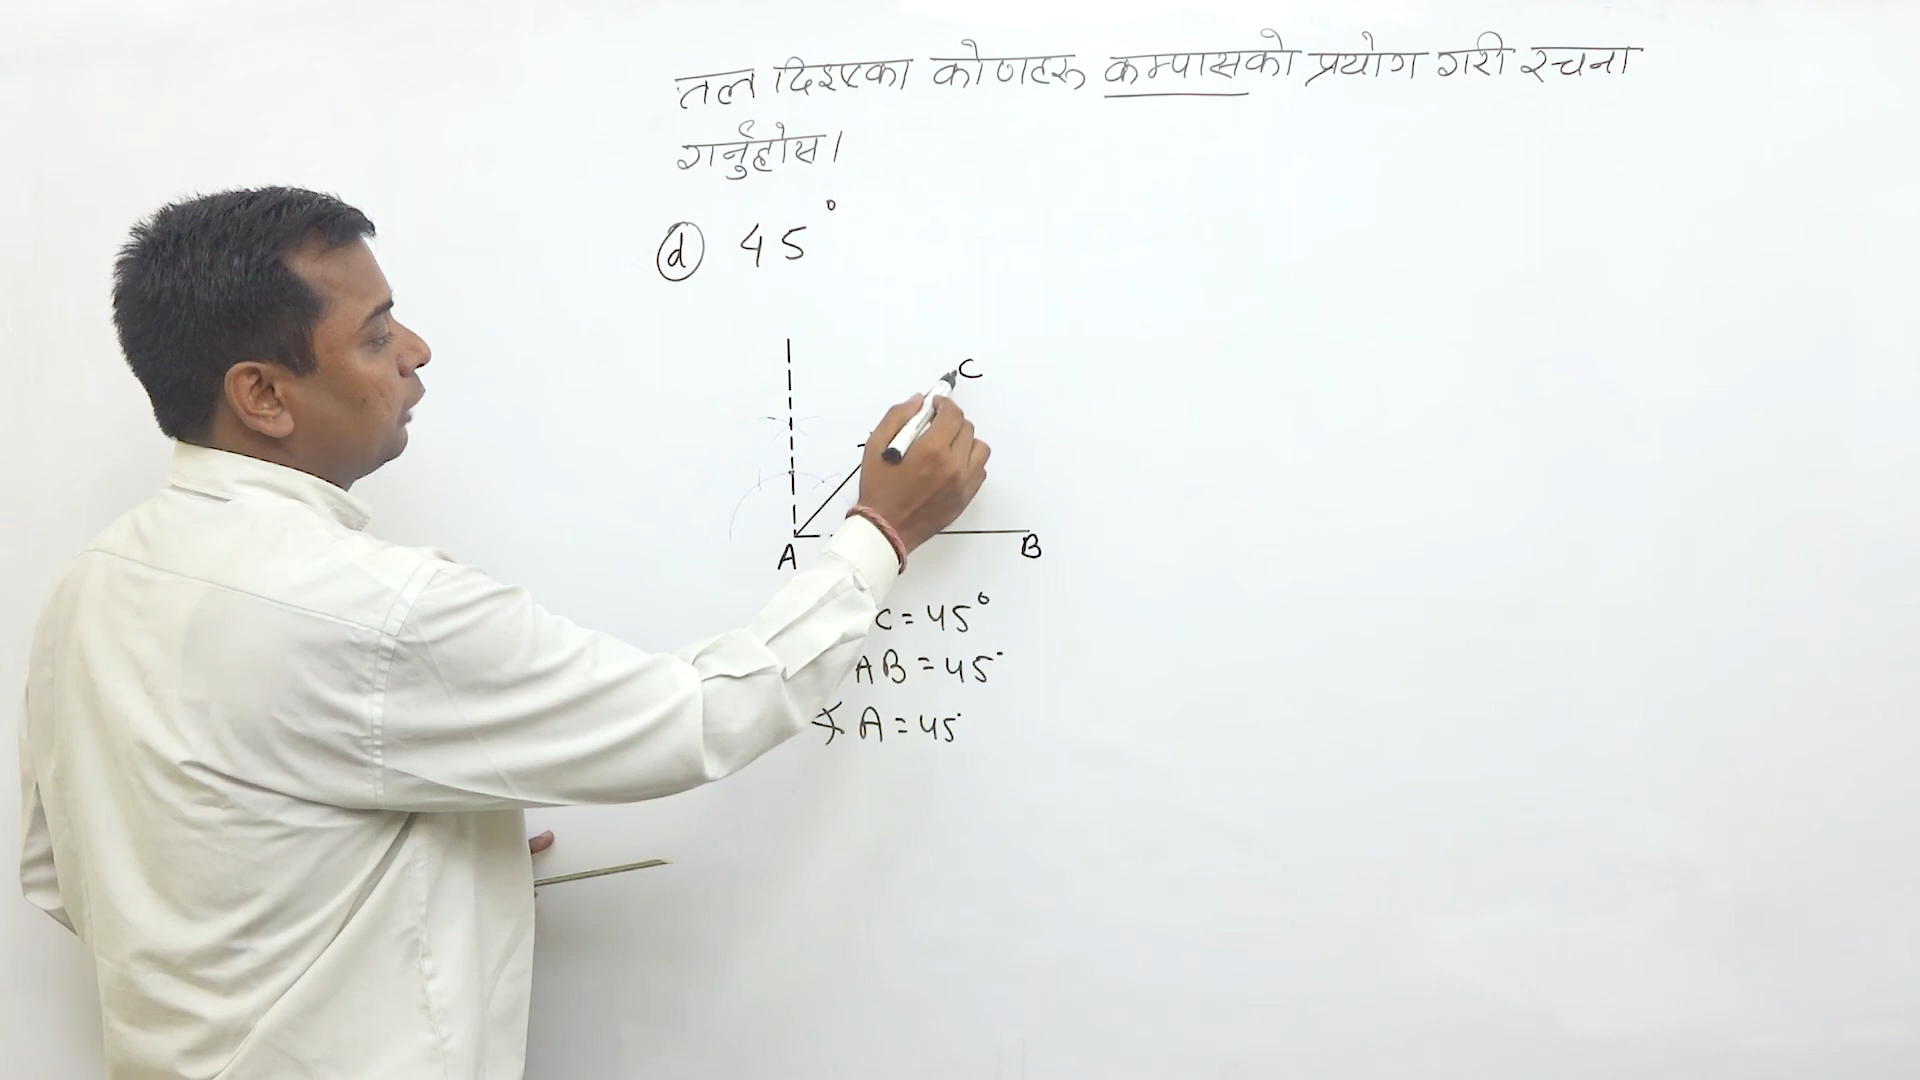 तल दिइएका कोणहरू कम्पासको प्रयोग गरी रचना
गर्नुहोस।
(d) 45°
C
A B
C = 45°
AB = 45°
∡A = 45°